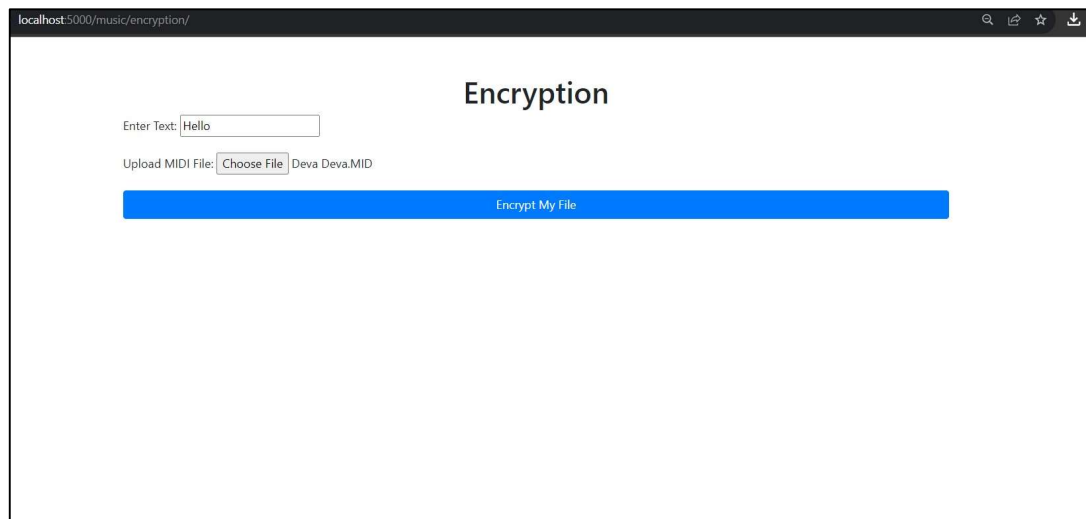 localhost:5000/music/encryption/
Encryption
Enter Text: Hello
Upload MIDI File: Choose File Deva Deva.MID
Encrypt My File